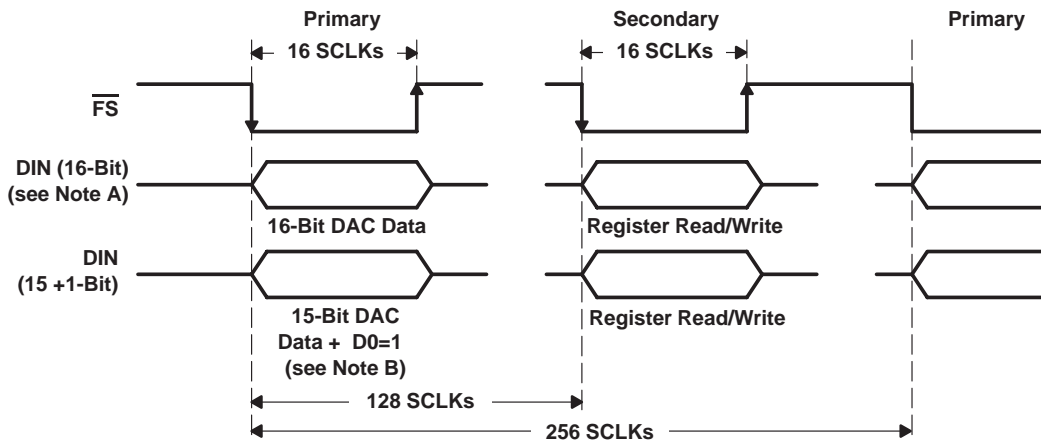 Primary
Secondary
Primary
16 SCLKs
16 SCLKs
FS
DIN (16-Bit)
(see Note A)
16-Bit DAC Data
Register Read/Write
DIN
(15 +1-Bit)
15-Bit DAC
Data + D0=1
(see Note B)
Register Read/Write
128 SCLKs
256 SCLKs